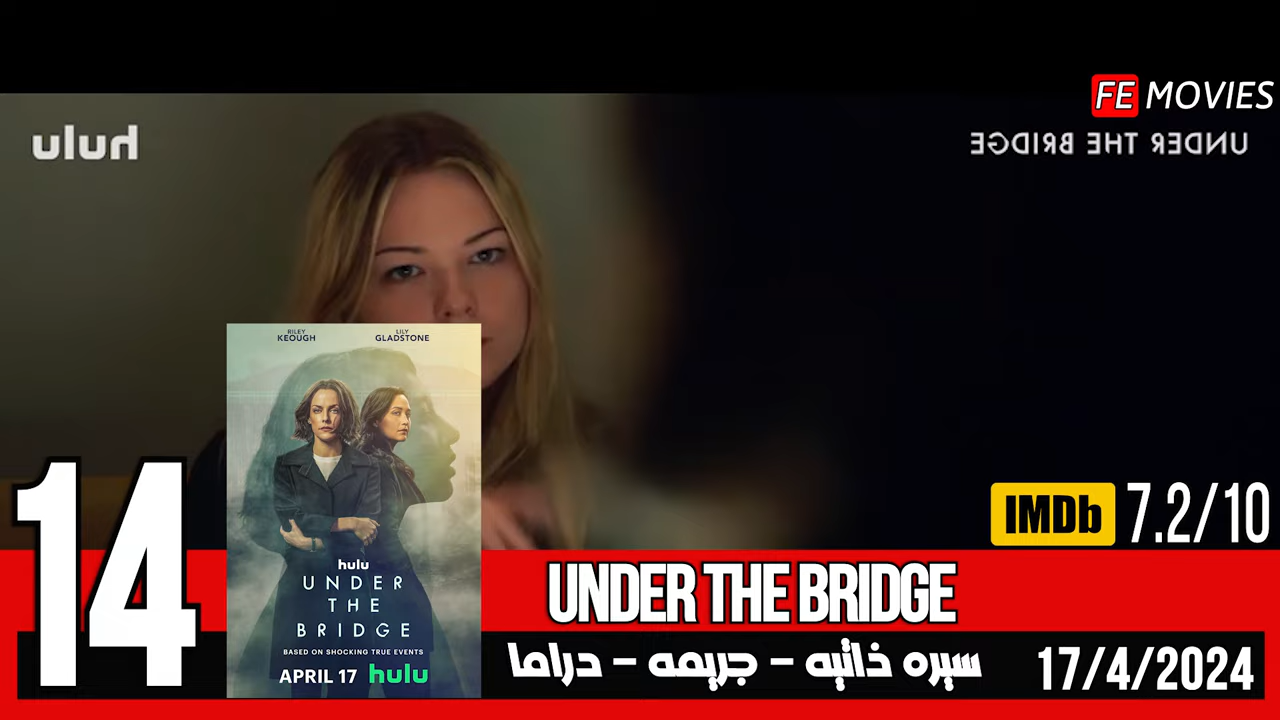 FE MOVIES
hulu
UNDER THE BRIDGE
RILEY
KEOUGH
LILY
GLADSTONE
hulu
UNDER
THE
BRIDGE
BASED ON SHOCKING TRUE EVENTS
APRIL 17 hulu
14
IMDb 7.2/10
UNDER THE BRIDGE
سيره ذاتيه – جريمه – دراما
17/4/2024